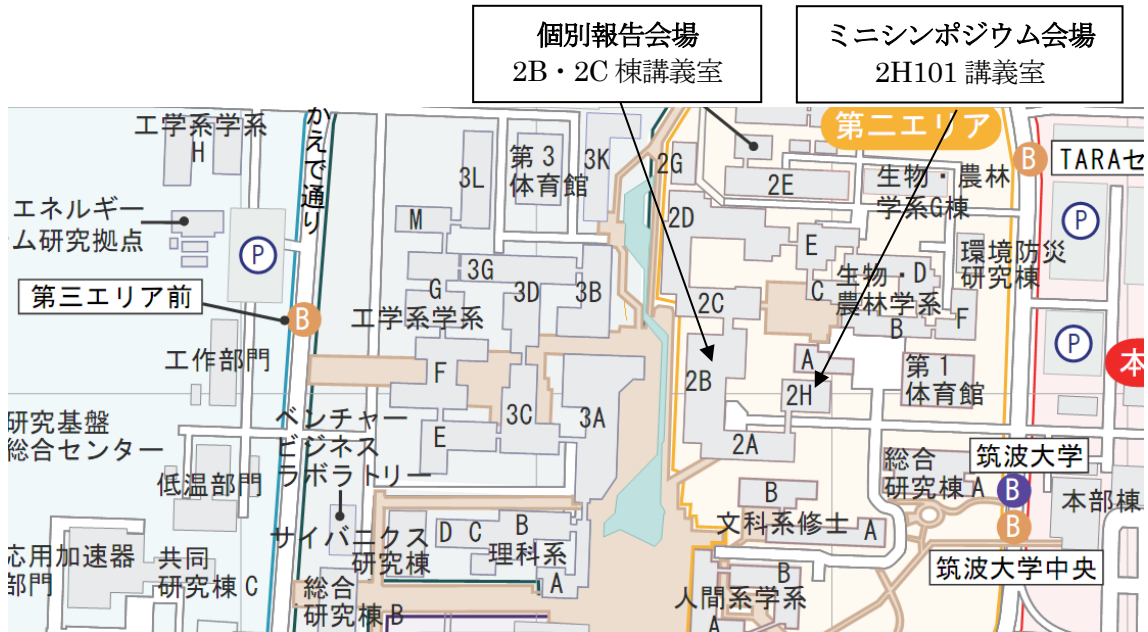 個別報告会場
2B・2C 棟講義室
ミニシンポジウム会場
2H101 講義室
工学系学系
H
かえで通り
3L
第3
体育館
3K
2G
2E
第二エリア
生物・農林
学系G棟
B
TARAセ
エネルギー
ム研究拠点
P
M
2D
E
P
環境防災
研究棟
3G
G
3D
3B
2C
生物・
農林学系
D
C
B
F
第三エリア前
B
工学系学系
工作部門
F
3C
3A
2B
A
2H
第1
体育館
P
本
研究基盤
総合センター
ベンチャー
ビジネス
ラボラトリー
E
2A
低温部門
総合
研究棟A
筑波大学
B
本部棟
B
文科系修士
A
B
筑波大学中央
サイバニクス
研究棟
D
C
B
理科系
A
応用加速器
部門
共同
研究棟C
総合
研究棟B
B
人間系学系
A